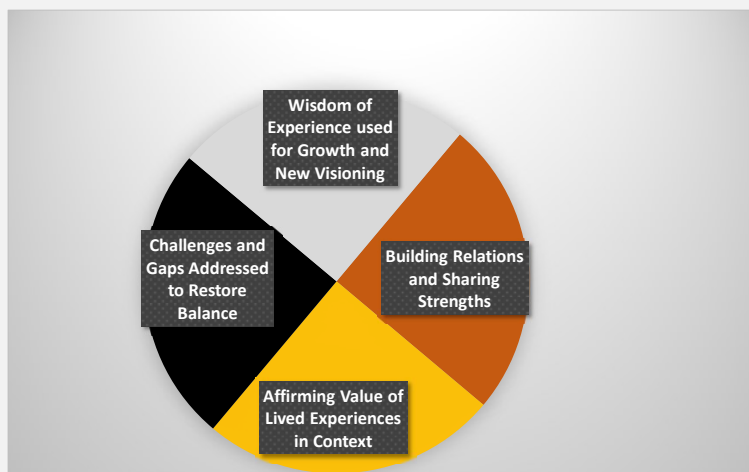 Wisdom of
Experience used
for Growth and
New Visioning
Challenges and
Gaps Addressed
to Restore
Balance
Building Relations
and Sharing
Strengths
Affirming Value of
Lived Experiences
in Context